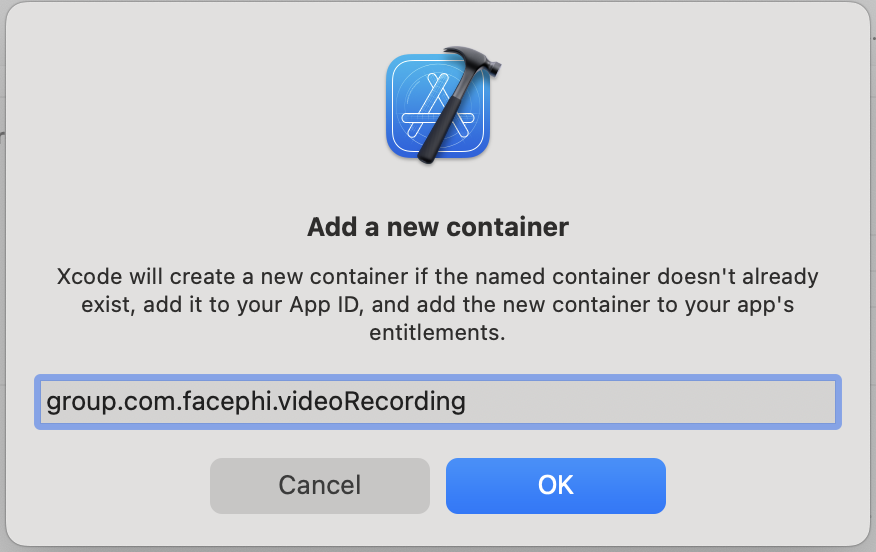 Add a new container
Xcode will create a new container if the named container doesn't already
exist, add it to your App ID, and add the new container to your app's
entitlements.
group.com.facephi.videoRecording
Cancel
OK